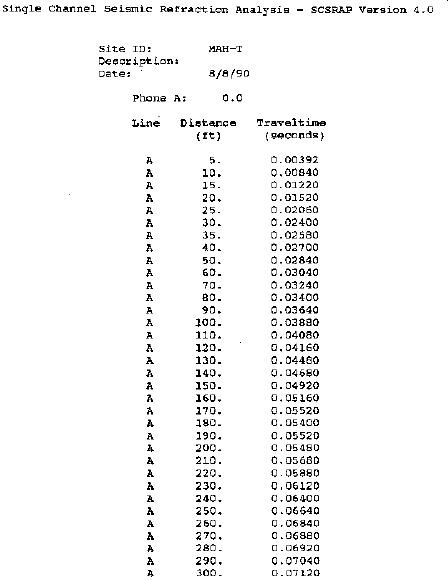 Single Channel Seismic Refraction Analysis - SCSRAP Version 4.0
Site ID: MAH-T
Description:
Date: 8/8/90
Phone A: 0.0
Line Distance Traveltime
(ft) (seconds)
A 5. 0.00392
A 10. 0.00840
A 15. 0.01220
A 20. 0.01520
A 25. 0.02060
A 30. 0.02400
A 35. 0.02580
A 40. 0.02700
A 50. 0.02840
A 60. 0.03040
A 70. 0.03240
A 80. 0.03400
A 90. 0.03640
A 100. 0.03880
A 110. 0.04080
A 120. 0.04160
A 130. 0.04480
A 140. 0.04680
A 150. 0.04920
A 160. 0.05160
A 170. 0.05520
A 180. 0.05400
A 190. 0.05520
A 200. 0.05480
A 210. 0.05680
A 220. 0.05880
A 230. 0.06120
A 240. 0.06400
A 250. 0.06640
A 260. 0.06840
A 270. 0.06880
A 280. 0.06920
A 290. 0.07040
A 300. 0.07120